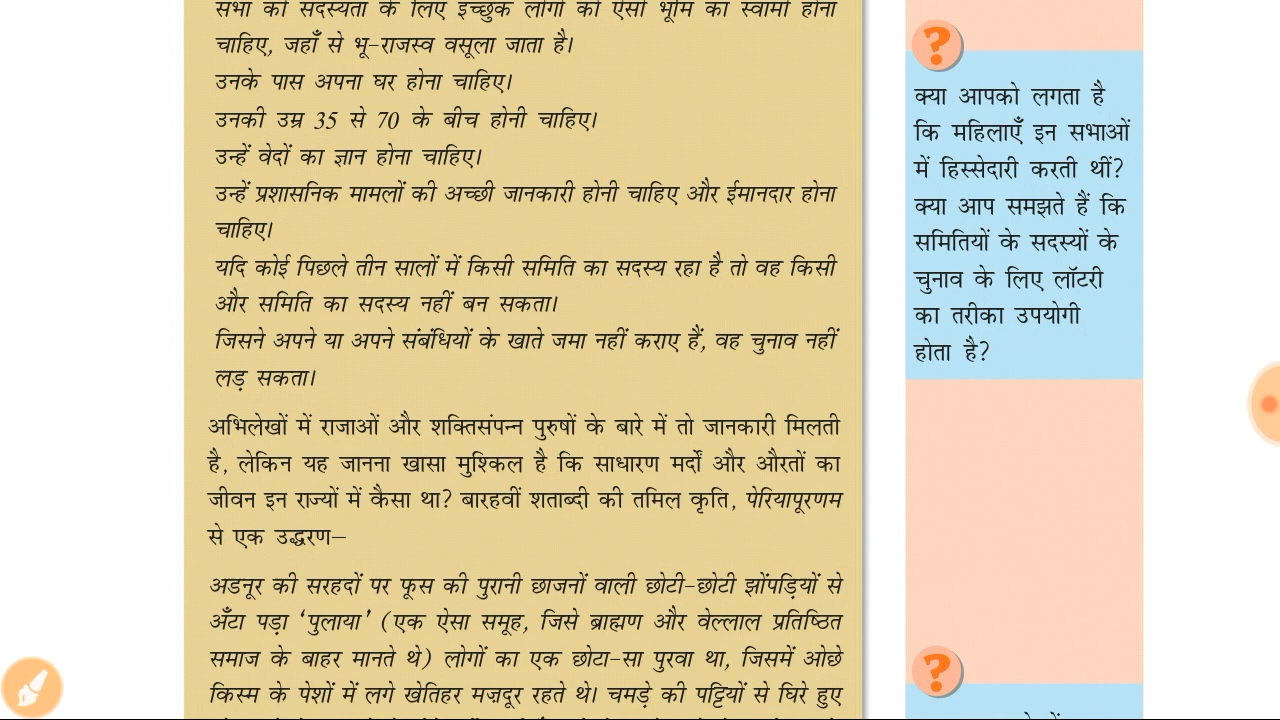 सभा की सदस्यता के लिए इच्छुक लोगों को ऐसी भूमि का स्वामी होना
चाहिए, जहाँ से भू-राजस्व वसूला जाता है।
उनके पास अपना घर होना चाहिए।
उनकी उम्र 35 से 70 के बीच होनी चाहिए।
उन्हें वेदों का ज्ञान होना चाहिए।
उन्हें प्रशासनिक मामलों की अच्छी जानकारी होनी चाहिए और ईमानदार होना
चाहिए।
यदि कोई पिछले तीन सालों में किसी समिति का सदस्य रहा है तो वह किसी
और समिति का सदस्य नहीं बन सकता।
जिसने अपने या अपने संबंधियों के खाते जमा नहीं कराए हैं, वह चुनाव नहीं
लड़ सकता।
अभिलेखों में राजाओं और शक्तिसंपन्न पुरुषों के बारे में तो जानकारी मिलती
है, लेकिन यह जानना खासा मुश्किल है कि साधारण मर्दों और औरतों का
जीवन इन राज्यों में कैसा था? बारहवीं शताब्दी की तमिल कृति, पेरियापूरणम
से एक उद्धरण–
अडनूर की सरहदों पर फूस की पुरानी छाजनों वाली छोटी-छोटी झोंपड़ियों से
अँटा पड़ा ‘पुलाया’ (एक ऐसा समूह, जिसे ब्राह्मण और वेल्लाल प्रतिष्ठित
समाज के बाहर मानते थे) लोगों का एक छोटा-सा पुरवा था, जिसमें ओछे
किस्म के पेशों में लगे खेतिहर मज़दूर रहते थे। चमड़े की पट्टियों से घिरे हुए
?
क्या आपको लगता है
कि महिलाएँ इन सभाओं
में हिस्सेदारी करती थीं?
क्या आप समझते हैं कि
समितियों के सदस्यों के
चुनाव के लिए लॉटरी
का तरीका उपयोगी
होता है?
?